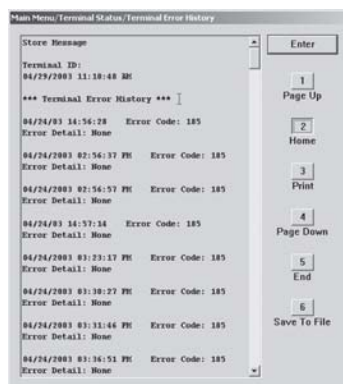 Main Menu/Terminal Status/Terminal Error History
Store Message
Terminal ID:
04/29/2003 11:18:48 AM
*** Terminal Error History ***
04/24/03 14:56:28 Error Code: 185
Error Detail: None
04/24/2003 02:56:37 PM Error Code: 185
Error Detail: None
04/24/2003 02:56:57 PM Error Code: 185
Error Detail: None
04/24/03 14:57:14 Error Code: 185
Error Detail: None
04/24/2003 03:23:17 PM Error Code: 185
Error Detail: None
04/24/2003 03:30:27 PM Error Code: 185
Error Detail: None
04/24/2003 03:31:46 PM Error Code: 185
Error Detail: None
04/24/2003 03:36:51 PM Error Code: 185
Error Detail: None
Enter
1
Page Up
2
Home
3
Print
4
Page Down
5
End
6
Save To File